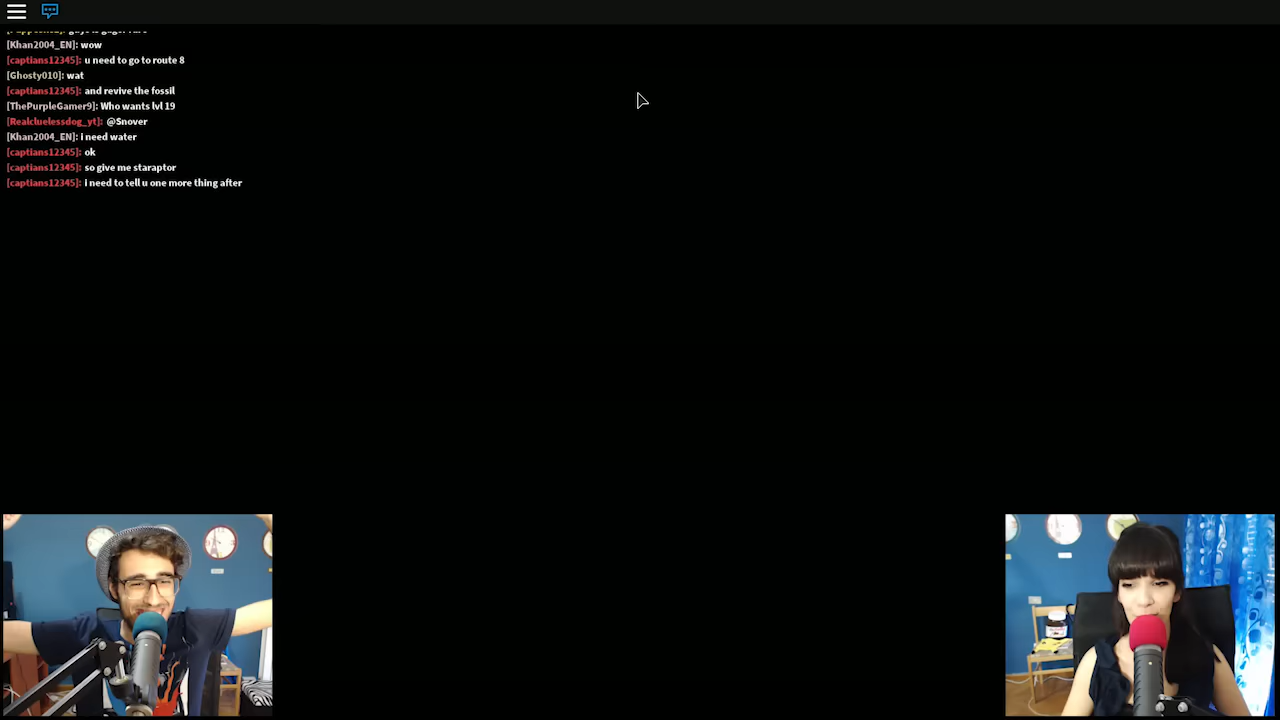 [Khan2004_EN]: wow
[captians12345]: u need to go to route 8
[Ghosty010]: wat
[captians12345]: and revive the fossil
[ThePurpleGamer9]: Who wants lvl 19
[Realcluelessdog_yt]: @Snover
[Khan2004_EN]: i need water
[captians12345]: ok
[captians12345]: so give me staraptor
[captians12345]: i need to tell u one more thing after